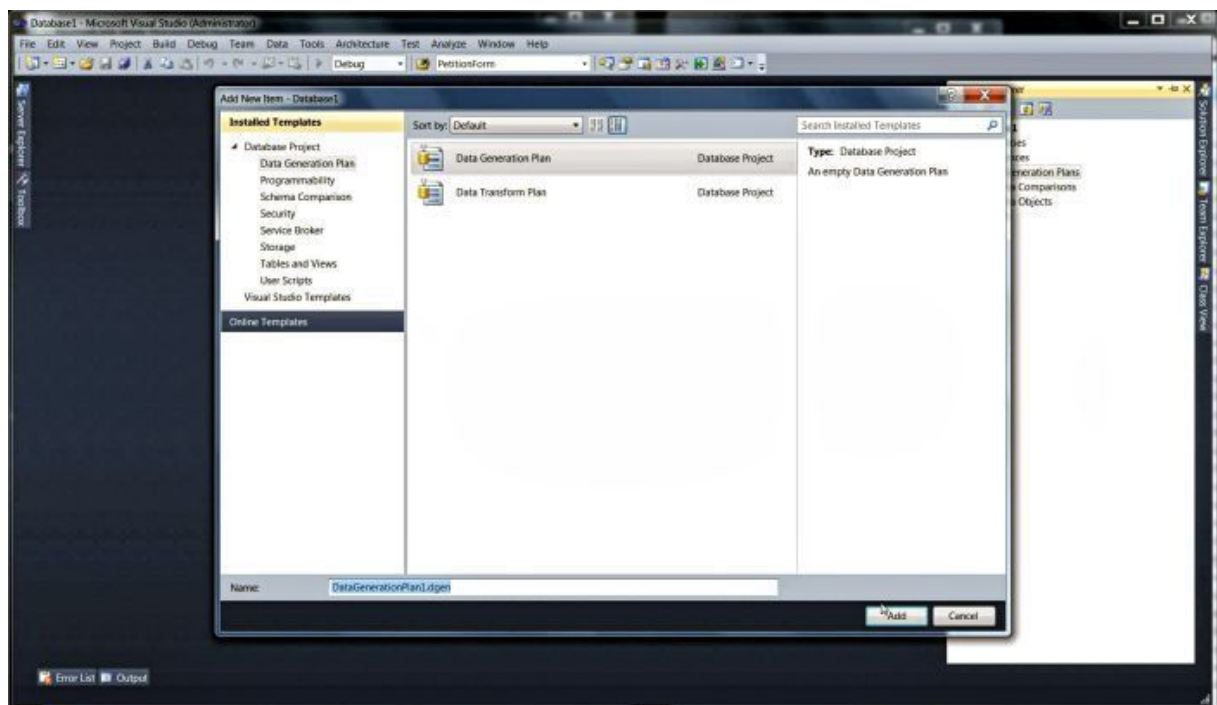 Database1 - Microsoft Visual Studio (Administrator)
File Edit View Project Build Debug Team Data Tools Architecture Test Analyze Window Help
Debug PetitionForm
Add New Item - Database1
Installed Templates
Database Project
Data Generation Plan
Programmability
Schema Comparison
Security
Service Broker
Storage
Tables and Views
User Scripts
Visual Studio Templates
Online Templates
Sort by: Default
Data Generation Plan Database Project
Data Transform Plan Database Project
Search Installed Templates
Type: Database Project
An empty Data Generation Plan
Name: DataGenerationPlan1.dgen
Add Cancel
Server Explorer
Toolbox
eneration Plans
Comparisons
Objects
Solution Explorer
Team Explorer
Class View
Error List Output